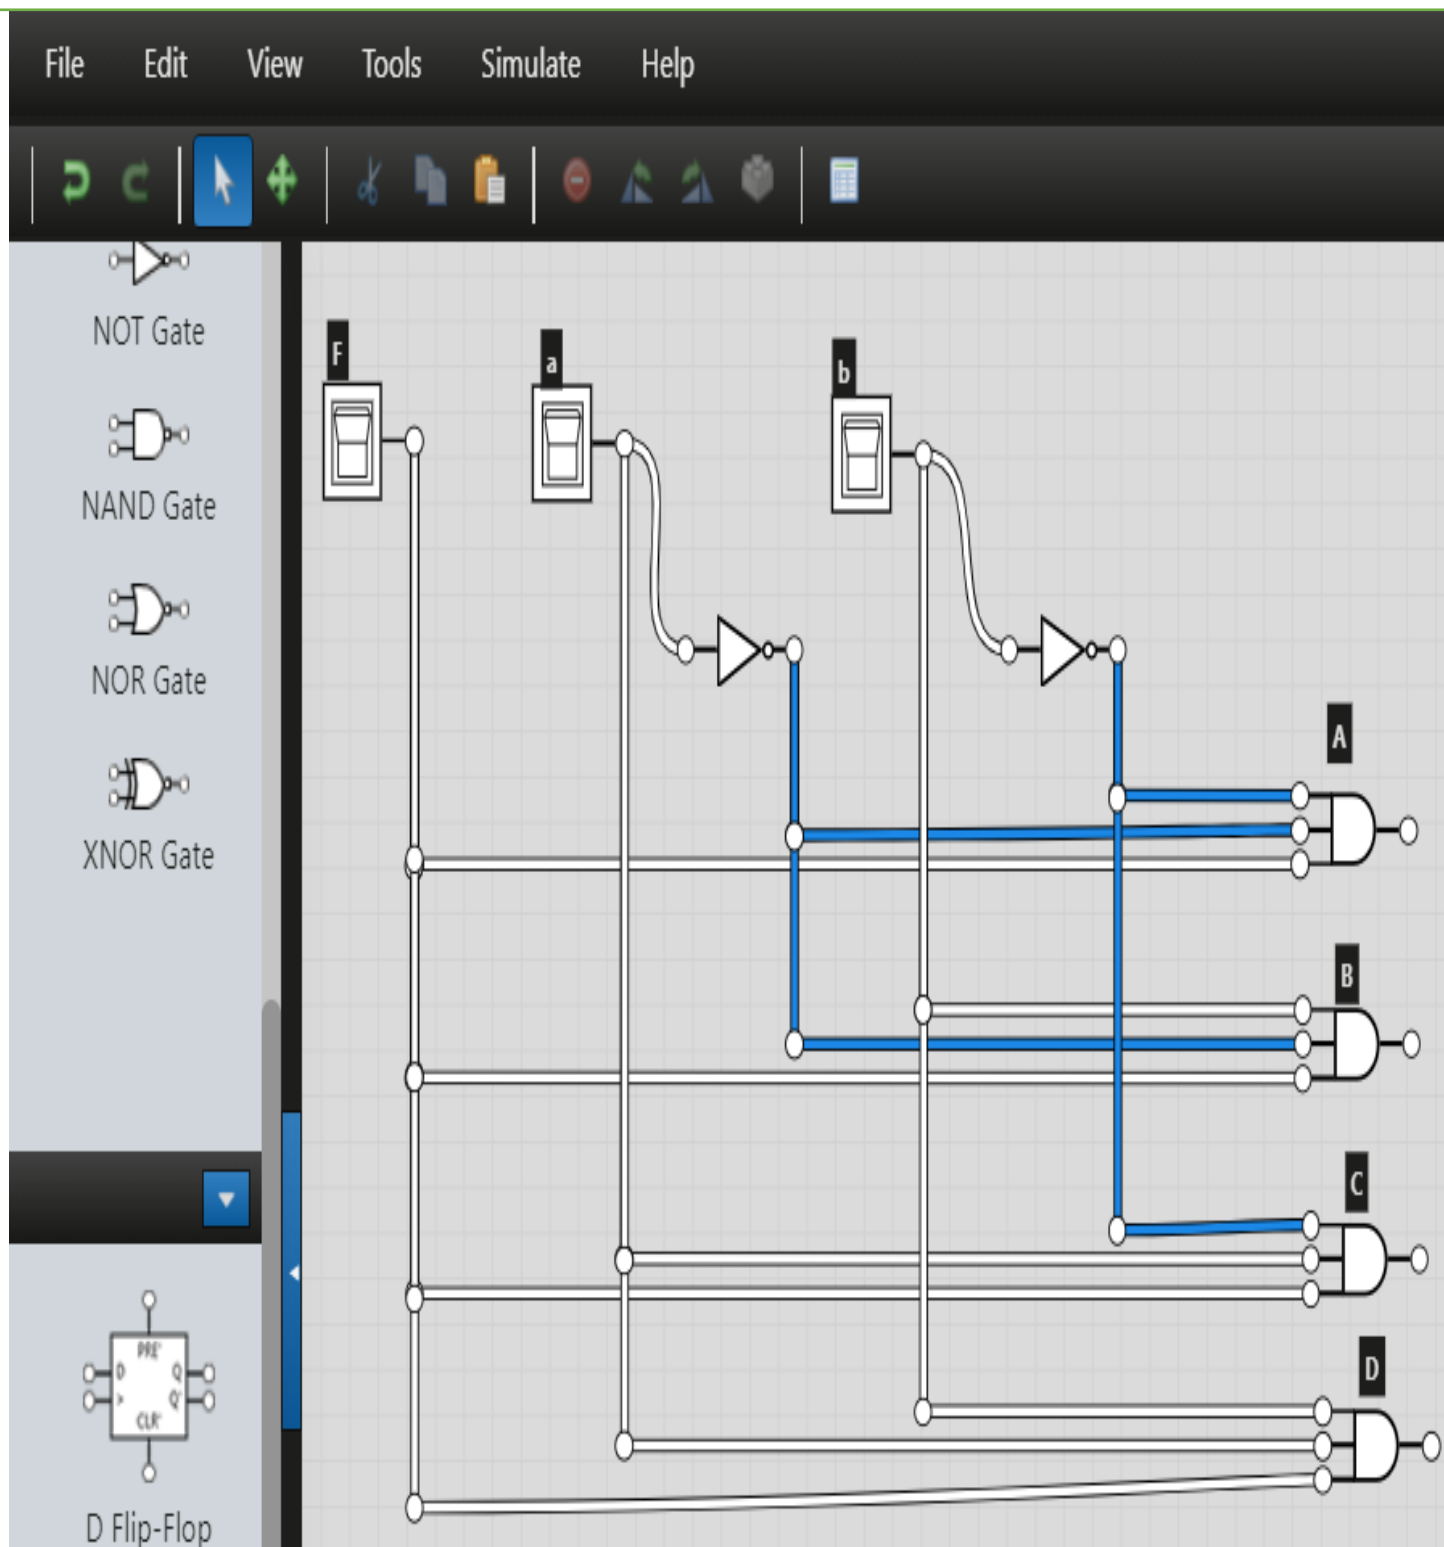 File Edit View Tools Simulate Help
NOT Gate
NAND Gate
NOR Gate
XNOR Gate
PRE'
D Q
> Q'
CLR'
D Flip-Flop
F
a
b
A
B
C
D